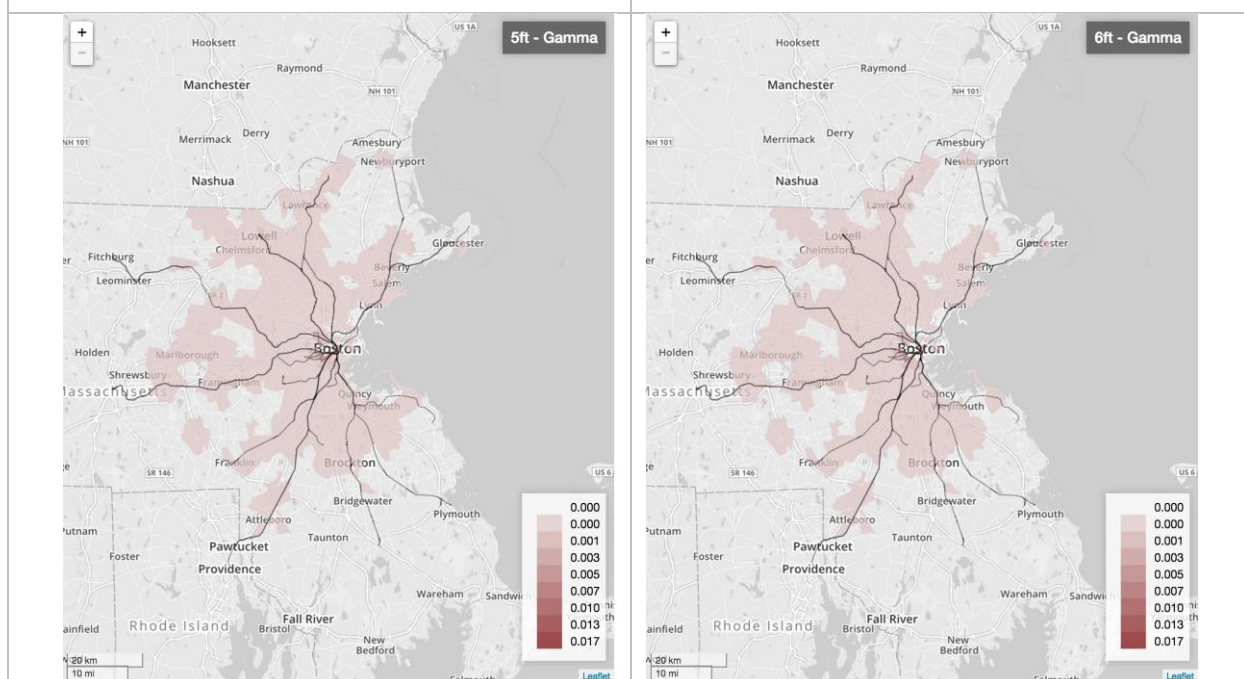 +
−
5ft - Gamma
US 1A
Hooksett
Raymond
Manchester
NH 101
Merrimack
Derry
NH 101
Amesbury
Newburyport
Nashua
Lawrence
Lowell
Chelmsford
Gloucester
Fitchburg
Beverly
Leominster
Salem
SR 2
Lynn
Boston
Holden
Marlborough
Shrewsbury
Framingham
Massachusetts
Quincy
Weymouth
Franklin
Brockton
SR 146
US 6
Bridgewater
Attleboro
Plymouth
Putnam
Taunton
Pawtucket
Foster
Providence
Wareham
Sandwich
Fall River
Rhode Island
Bristol
New
Bedford
20 km
10 mi
0.000
0.000
0.001
0.003
0.005
0.007
0.010
0.013
0.017
Leaflet
+
−
6ft - Gamma
US 1A
Hooksett
Raymond
Manchester
NH 101
Merrimack
Derry
NH 101
Amesbury
Newburyport
Nashua
Lawrence
Lowell
Chelmsford
Gloucester
Fitchburg
Beverly
Leominster
Salem
SR 2
Lynn
Boston
Holden
Marlborough
Shrewsbury
Framingham
Massachusetts
Quincy
Weymouth
Franklin
Brockton
SR 146
US 6
Bridgewater
Attleboro
Plymouth
Putnam
Taunton
Pawtucket
Foster
Providence
Wareham
Sandwich
Fall River
Rhode Island
Bristol
New
Bedford
20 km
10 mi
0.000
0.000
0.001
0.003
0.005
0.007
0.010
0.013
0.017
Leaflet